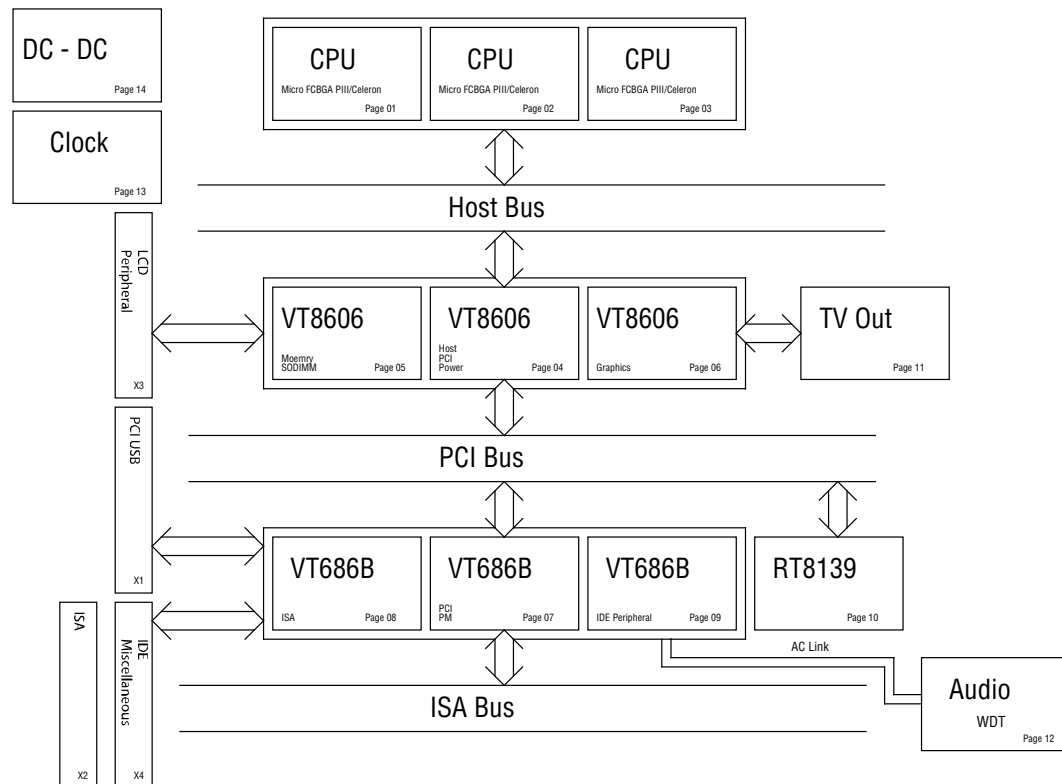 DC - DC
Page 14
CPU
Micro FCBGA PIII/Celeron
Page 01
CPU
Micro FCBGA PIII/Celeron
Page 02
CPU
Micro FCBGA PIII/Celeron
Page 03
Clock
Page 13
Host Bus
LCD
Peripheral
X3
VT8606
Moemry
SODIMM
Page 05
VT8606
Host
PCI
Power
Page 04
VT8606
Graphics
Page 06
TV Out
Page 11
PCI Bus
PCI USB
X1
VT686B
ISA
Page 08
VT686B
PCI
PM
Page 07
VT686B
IDE Peripheral
Page 09
RT8139
Page 10
AC Link
ISA
X2
IDE
Miscellaneous
X4
ISA Bus
Audio
WDT
Page 12